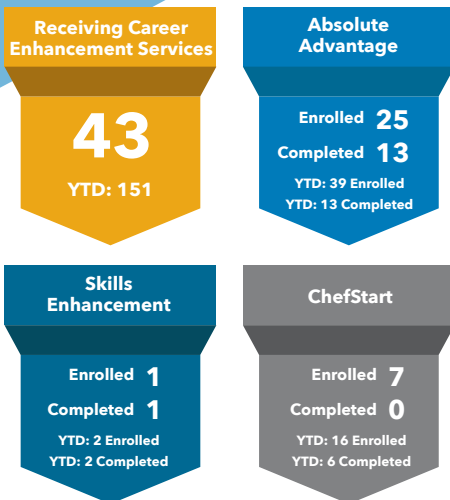 Receiving Career
Enhancement Services
43
YTD: 151
Absolute
Advantage
Enrolled 25
Completed 13
YTD: 39 Enrolled
YTD: 13 Completed
Skills
Enhancement
Enrolled 1
Completed 1
YTD: 2 Enrolled
YTD: 2 Completed
ChefStart
Enrolled 7
Completed 0
YTD: 16 Enrolled
YTD: 6 Completed